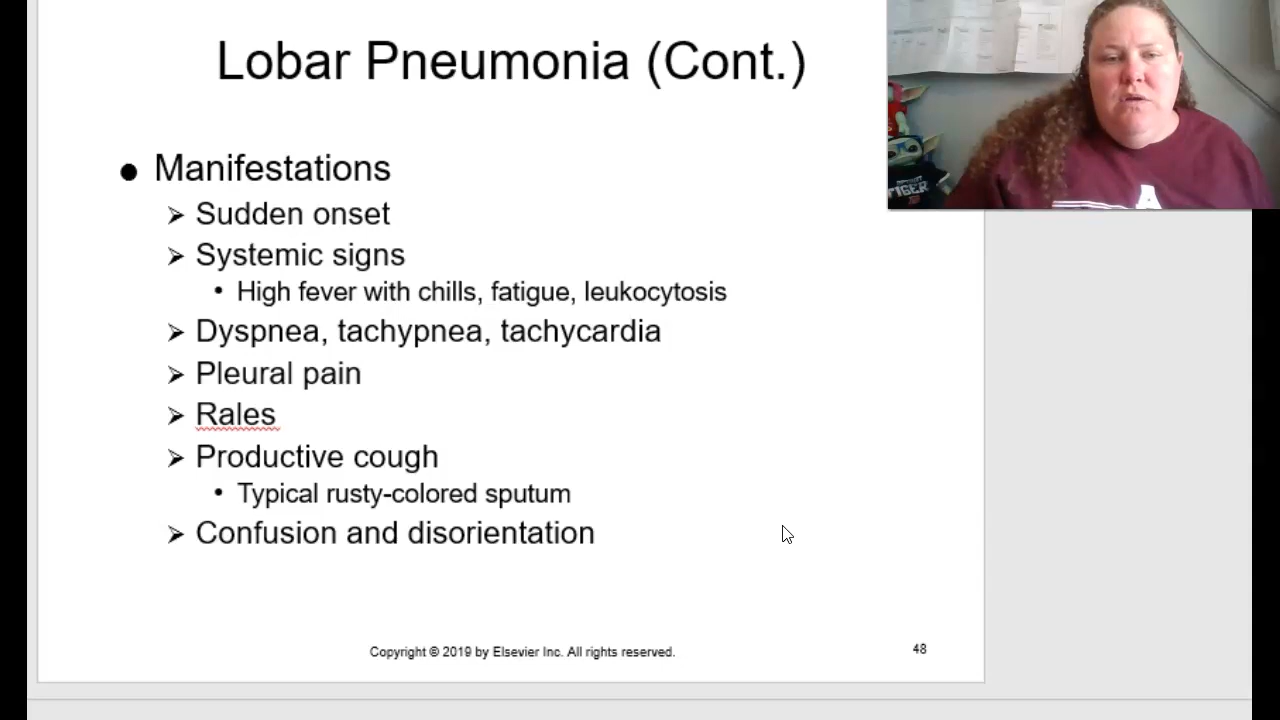 Lobar Pneumonia (Cont.)
● Manifestations
➢ Sudden onset
➢ Systemic signs
• High fever with chills, fatigue, leukocytosis
➢ Dyspnea, tachypnea, tachycardia
➢ Pleural pain
➢ Rales
➢ Productive cough
• Typical rusty-colored sputum
➢ Confusion and disorientation
Copyright © 2019 by Elsevier Inc. All rights reserved.
48
TIGER
A